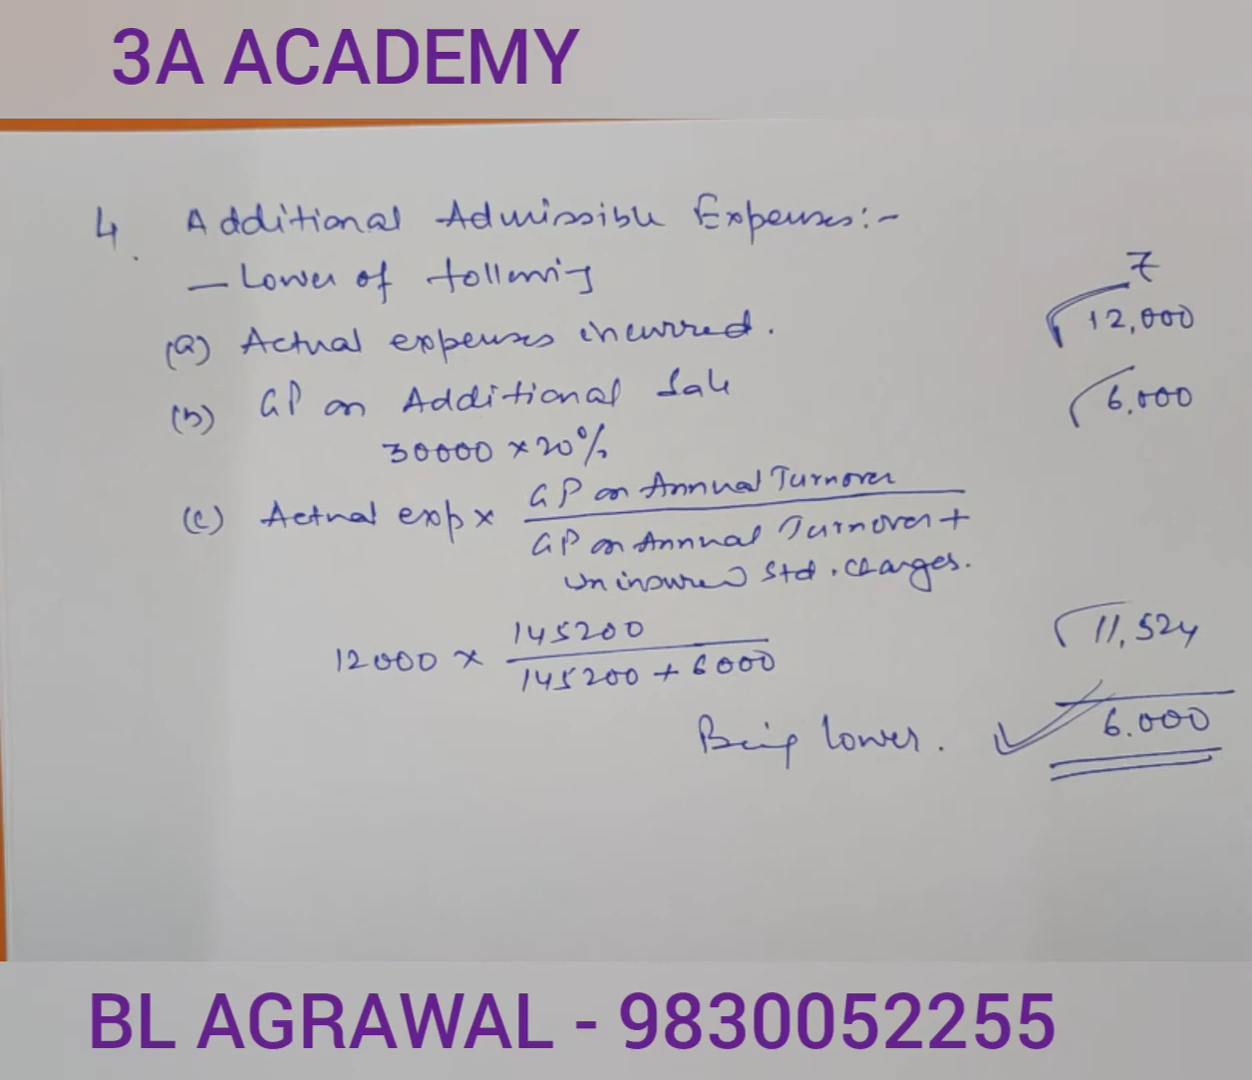 3A ACADEMY
4. Additional Admissible Expenses:-
— Lower of following
₹
(a) Actual expenses incurred. 12,000
(b) GP on Additional Sale 6,000
30000 × 20%
(c) Actual exp × GP on Annual Turnover
GP on Annual Turnover +
Uninsured Std. Charges.
12000 × 145200 11,524
145200 + 6000
Being lower. ✓ 6.000
BL AGRAWAL - 9830052255